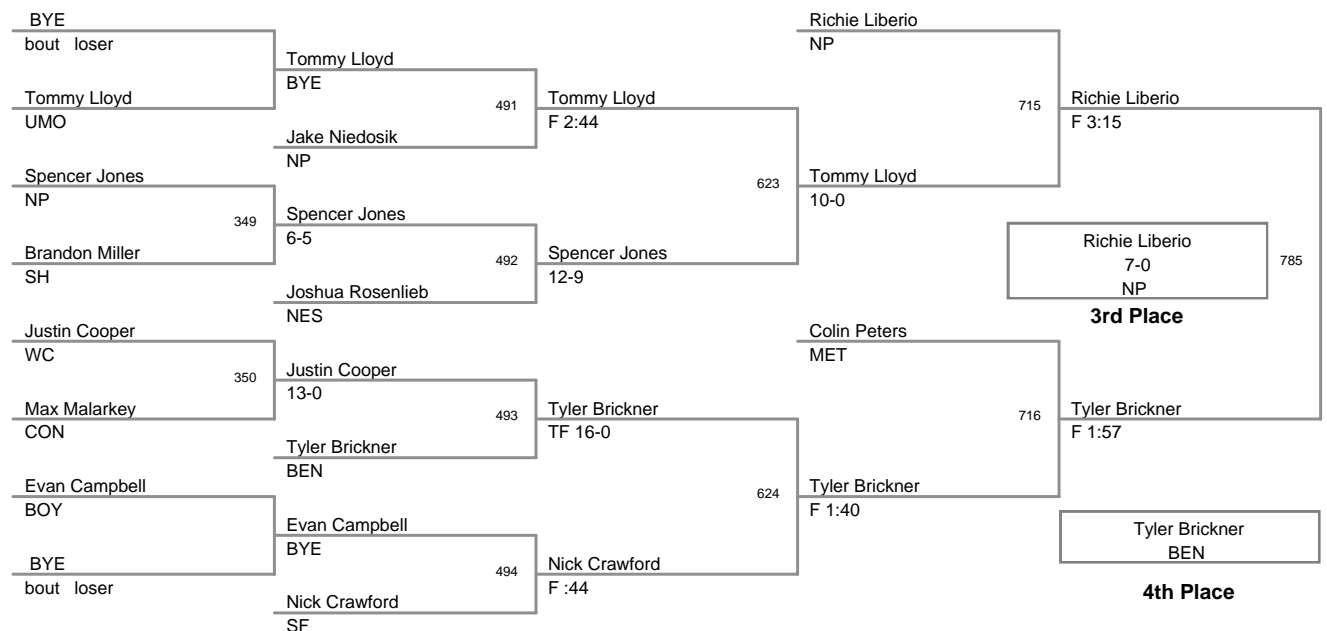 BYE
bout loser
Tommy Lloyd
UMO
Spencer Jones
NP
349
Brandon Miller
SH
Justin Cooper
WC
350
Max Malarkey
CON
Evan Campbell
BOY
BYE
bout loser
Tommy Lloyd
BYE
491
Jake Niedosik
NP
Spencer Jones
6-5
492
Joshua Rosenlieb
NES
Justin Cooper
13-0
493
Tyler Brickner
BEN
Evan Campbell
BYE
494
Nick Crawford
SF
Tommy Lloyd
F 2:44
623
Spencer Jones
12-9
Tyler Brickner
TF 16-0
624
Nick Crawford
F :44
Richie Liberio
NP
715
Tommy Lloyd
10-0
Colin Peters
MET
716
Tyler Brickner
F 1:40
Richie Liberio
F 3:15
Richie Liberio
7-0
NP
785
3rd Place
Tyler Brickner
F 1:57
Tyler Brickner
BEN
4th Place